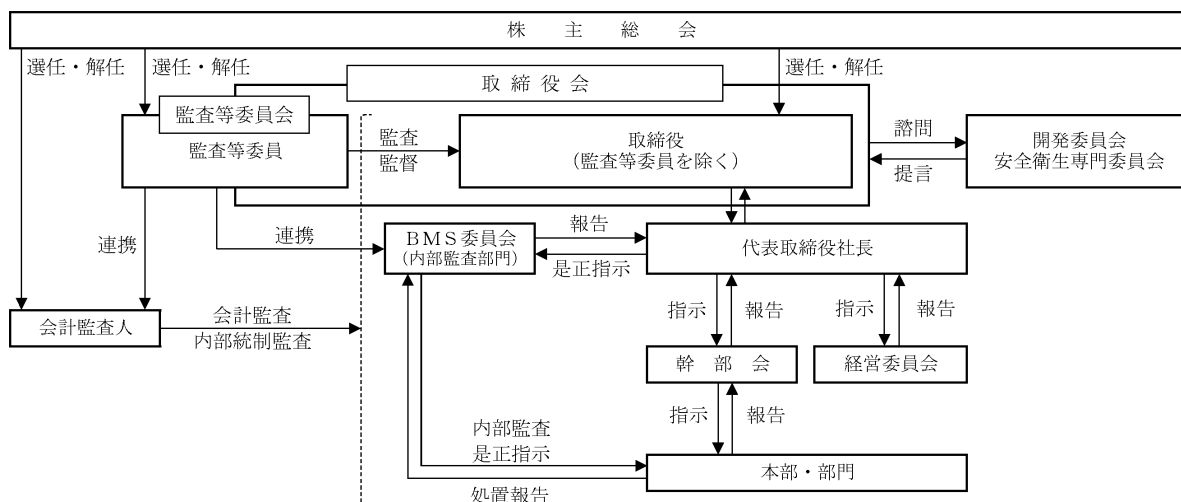 株主総会
選任・解任
選任・解任
選任・解任
取締役会
監査等委員会
監査等委員
監査
監督
取締役
(監査等委員を除く)
諮問
提言
開発委員会
安全衛生専門委員会
連携
連携
BMS委員会
(内部監査部門)
報告
是正指示
代表取締役社長
会計監査人
会計監査
内部統制監査
指示
報告
指示
報告
幹部会
経営委員会
指示
報告
内部監査
是正指示
処置報告
本部・部門